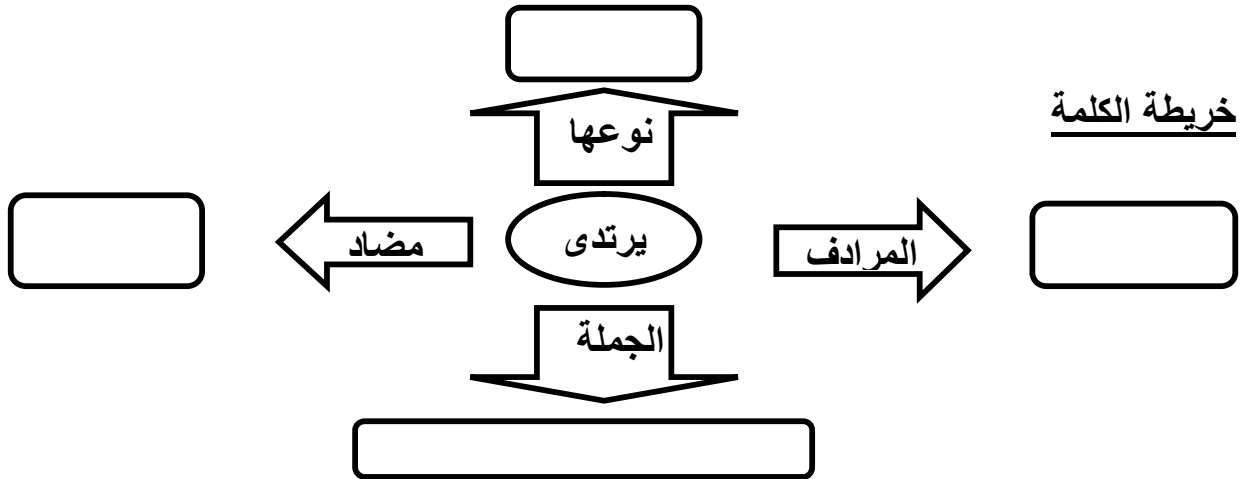 خريطة الكلمة
نوعها
المرادف
يرتدى
مضاد
الجملة